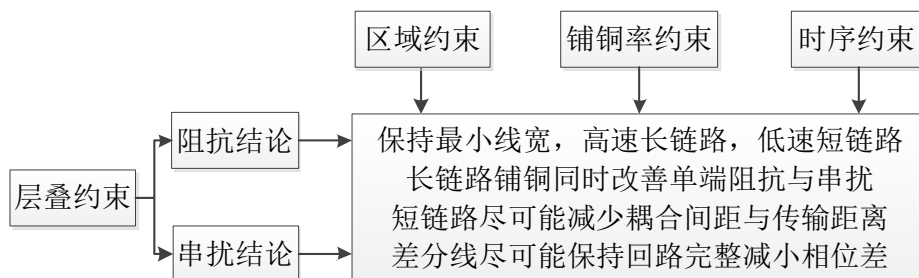 区域约束
铺铜率约束
时序约束
阻抗结论
层叠约束
串扰结论
保持最小线宽，高速长链路，低速短链路
长链路铺铜同时改善单端阻抗与串扰
短链路尽可能减少耦合间距与传输距离
差分线尽可能保持回路完整减小相位差